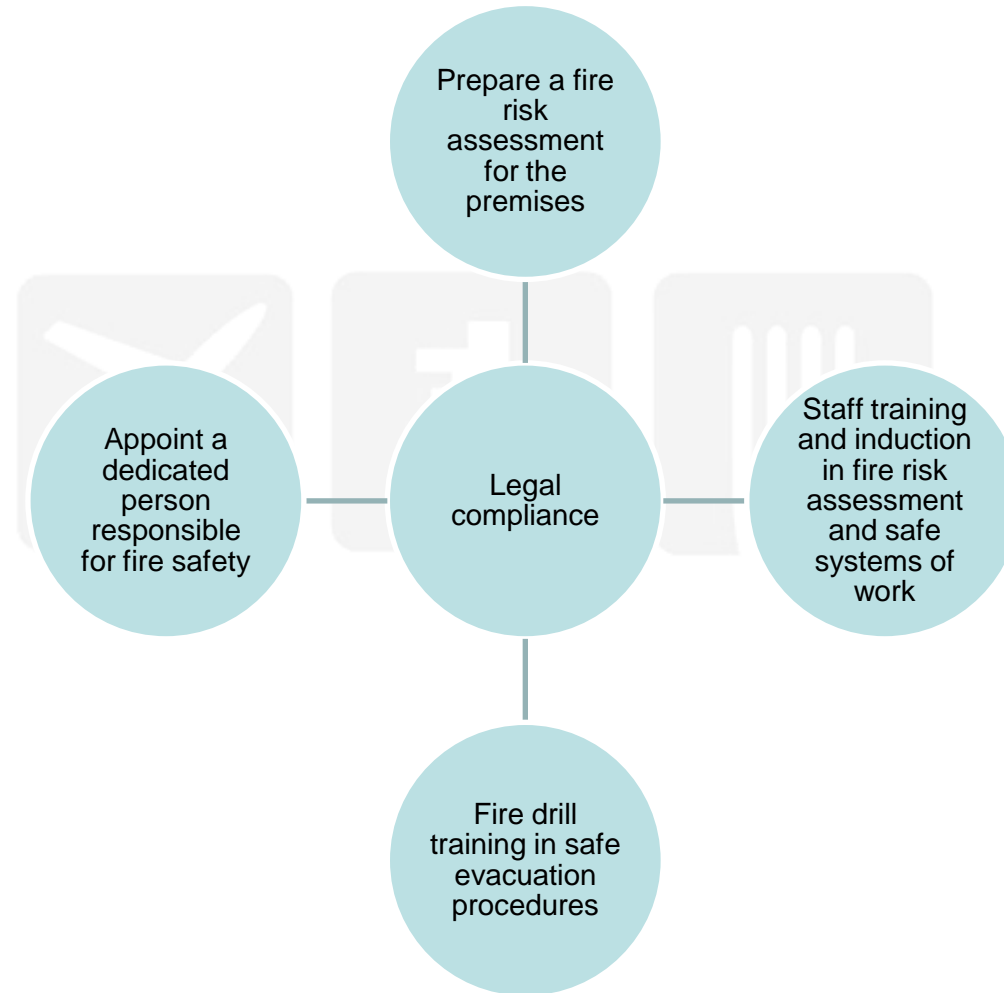 Prepare a fire
risk
assessment
for the
premises
Appoint a
dedicated
person
responsible
for fire safety
Legal
compliance
Staff training
and induction
in fire risk
assessment
and safe
systems of
work
Fire drill
training in safe
evacuation
procedures